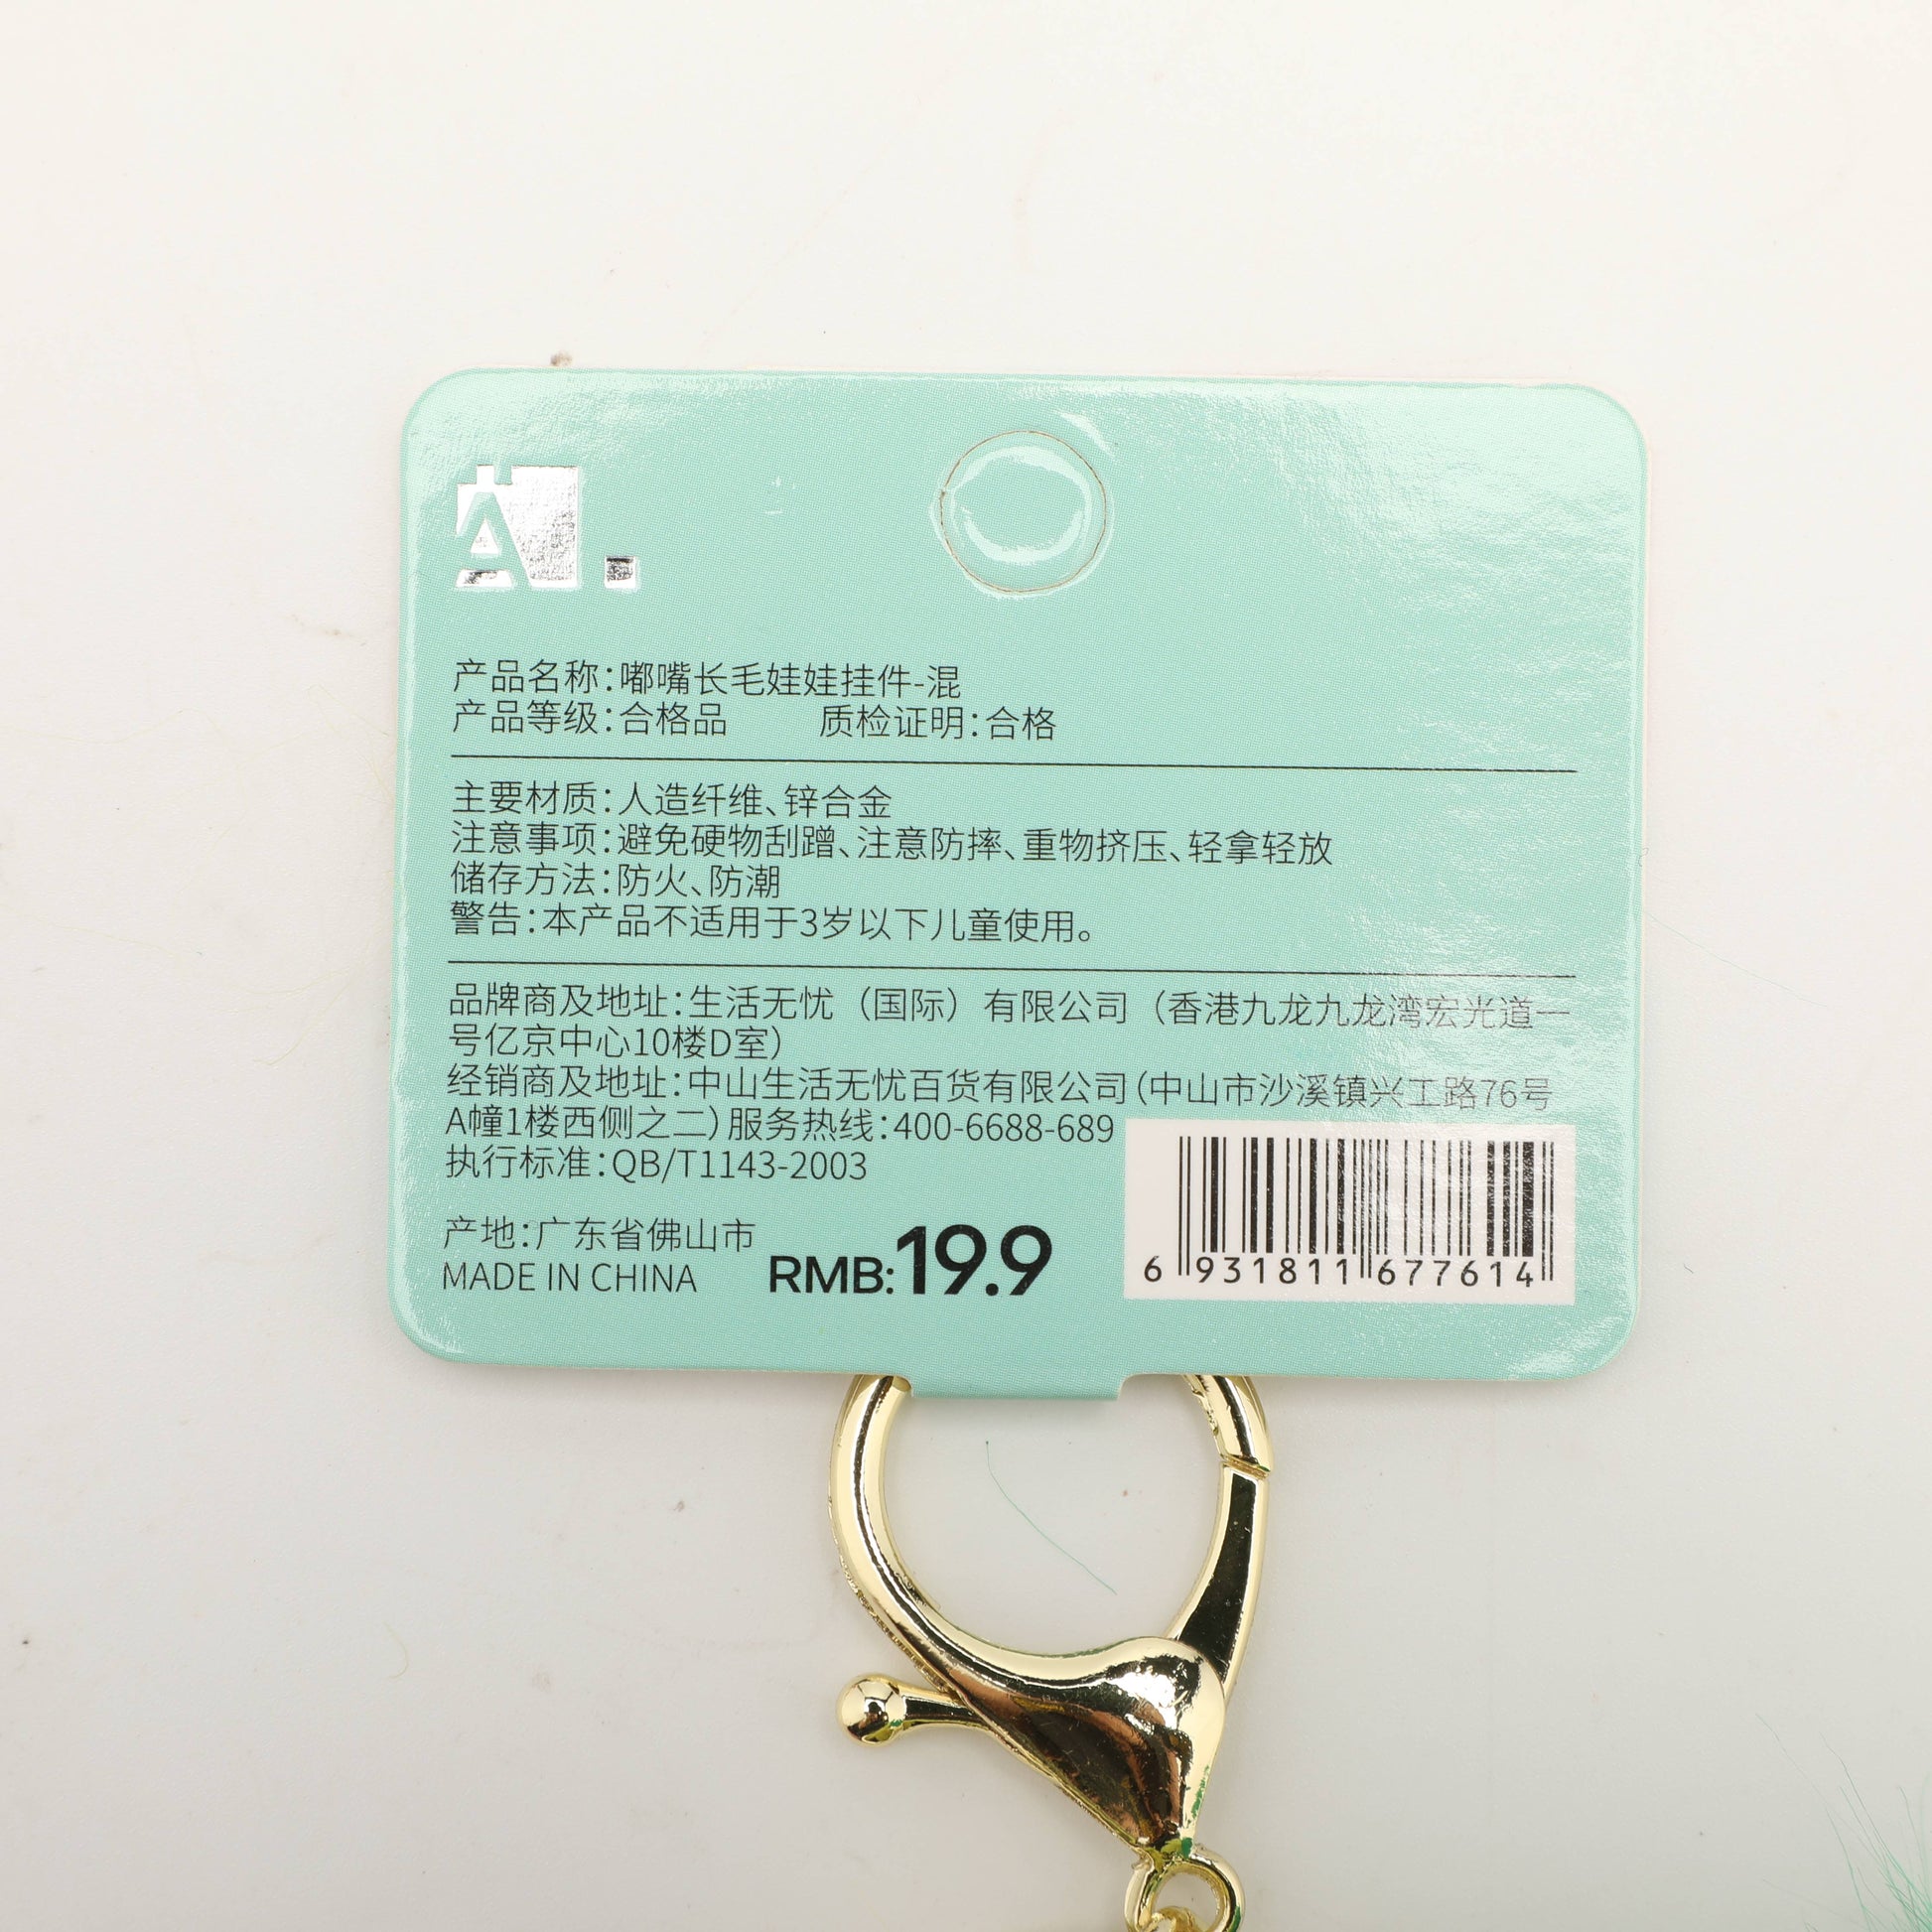 产品名称：嘟嘴长毛娃娃挂件-混
产品等级：合格品 质检证明：合格
主要材质：人造纤维、锌合金
注意事项：避免硬物刮蹭、注意防摔、重物挤压、轻拿轻放
储存方法：防火、防潮
警告：本产品不适用于3岁以下儿童使用。
品牌商及地址：生活无忧（国际）有限公司（香港九龙九龙湾宏光道一
号亿京中心10楼D室）
经销商及地址：中山生活无忧百货有限公司（中山市沙溪镇兴工路76号
A幢1楼西侧之二）服务热线：400-6688-689
执行标准：QB/T1143-2003
产地：广东省佛山市
MADE IN CHINA
RMB:19.9
6 931811 677614